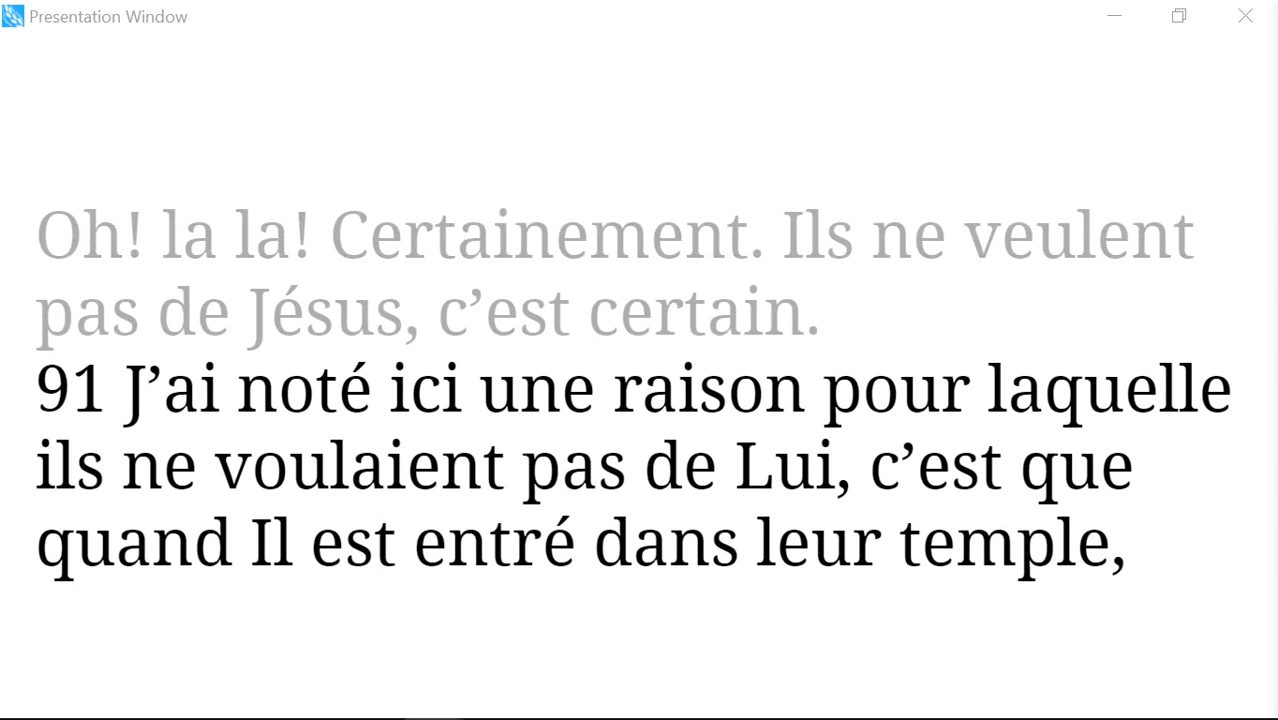 Presentation Window
Oh! la la! Certainement. Ils ne veulent
pas de Jésus, c’est certain.
91 J’ai noté ici une raison pour laquelle
ils ne voulaient pas de Lui, c’est que
quand Il est entré dans leur temple,